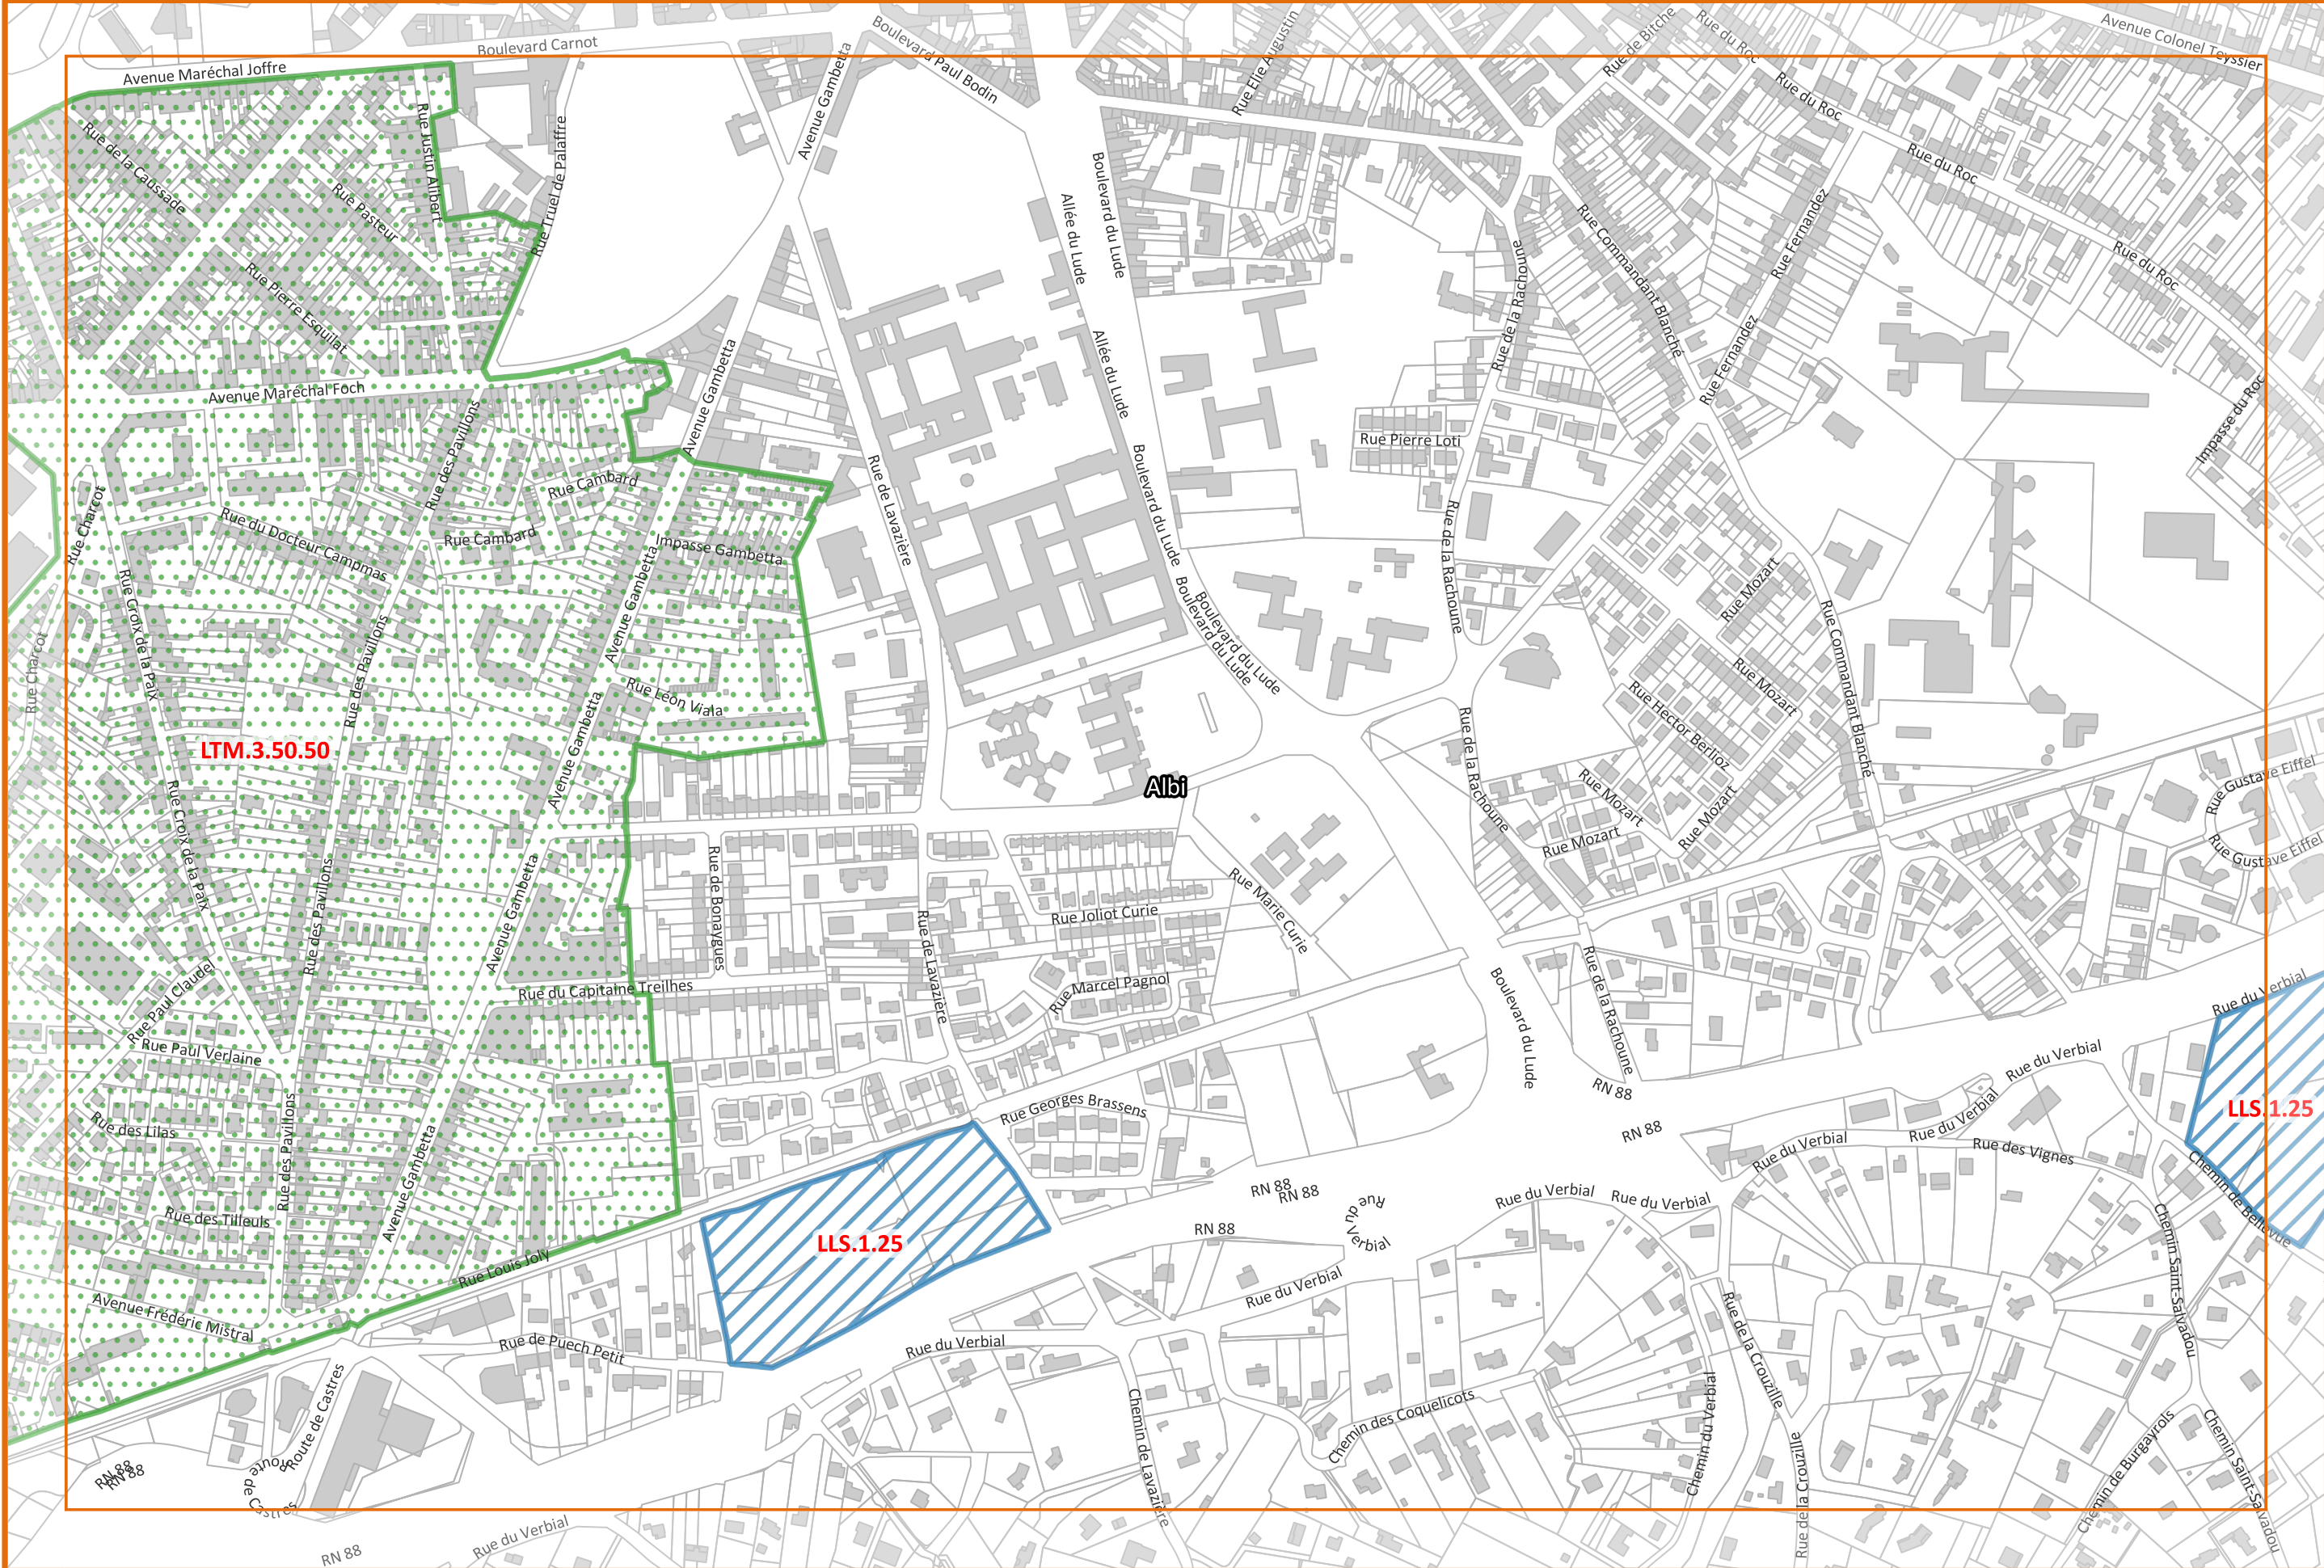 Boulevard Carnot
Avenue Maréchal Joffre
Boulevard Paul Bodin
Avenue Gambetta
Rue Elie Augustin
Rue de Bitche
Rue du Roc
Avenue Colonel Teyssier
Rue du Roc
Rue du Roc
Rue du Roc
Rue de la Caussade
Rue Justin Alibert
Rue Truel de Palaffre
Rue Pasteur
Rue Pierre Esquilat
Allée du Lude
Boulevard du Lude
Rue Commandant Blanché
Rue Fernandez
Rue de la Rachoune
Rue Fernandez
Avenue Maréchal Foch
Avenue Gambetta
Allée du Lude
Impasse du Roc
Rue des Pavillons
Rue Pierre Loti
Rue Charcot
Rue Cambard
Rue de Lavazière
Boulevard du Lude
Rue du Docteur Campmas
Rue Cambard
Impasse Gambetta
Rue de la Rachoune
Rue Mozart
Rue Croix de la Paix
Avenue Gambetta
Boulevard du Lude
Boulevard du Lude
Rue Commandant Blanché
Rue Charcot
Rue des Pavillons
Rue Léon Viala
Rue Mozart
Rue Hector Berlioz
LTM.3.50.50
Avenue Gambetta
Albi
Rue de la Rachoune
Rue Mozart
Rue Mozart
Rue Mozart
Rue Gustave Eiffel
Rue Gustave Eiffel
Rue Croix de la Paix
Rue des Pavillons
Avenue Gambetta
Rue de Bonaygues
Rue de Lavazière
Rue Joliot Curie
Rue Marie Curie
Rue Paul Claudel
Rue du Capitaine Treilhes
Rue Marcel Pagnol
Boulevard du Lude
Rue de la Rachoune
Rue du Verbial
Rue Paul Verlaine
Rue du Verbial
RN 88
Rue des Lilas
Rue des Pavillons
Avenue Gambetta
Rue Georges Brassens
RN 88
Rue du Verbial
Rue du Verbial
Rue des Vignes
LLS.1.25
Chemin de Bellevue
Rue des Tilleuls
RN 88
RN 88
RN 88
Rue du Verbial
Rue du Verbial
Rue du Verbial
LLS.1.25
Rue Louis Joly
Rue du Verbial
Chemin Saint-Salvadou
Avenue Frédéric Mistral
Rue de Puech Petit
Rue du Verbial
Rue de la Crouzille
Route de Castres
Chemin de Lavazière
Chemin des Coquelicots
Chemin du Verbial
Rue de la Crouzille
Chemin de Burgayrols
Chemin Saint-Salvadou
RN 88
RN 88
Route de Castres
RN 88
Rue du Verbial